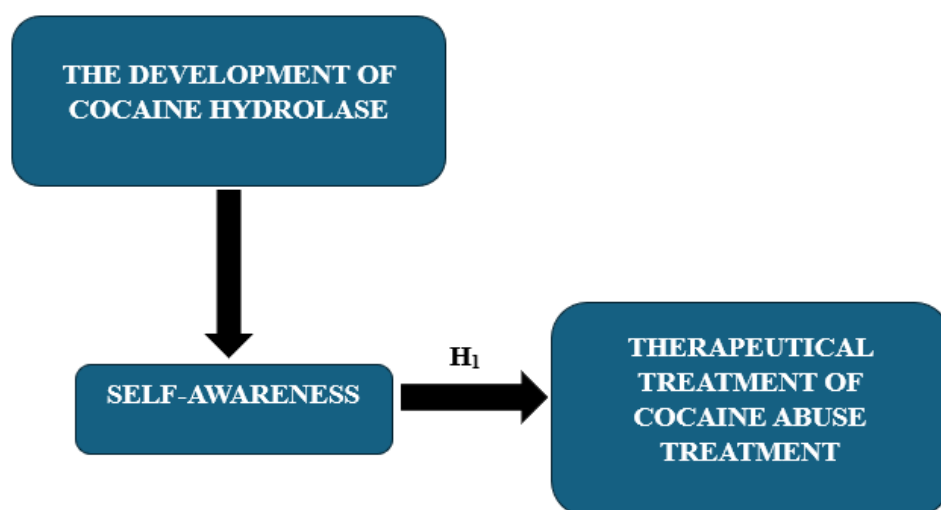 THE DEVELOPMENT OF
COCAINE HYDROLASE
SELF-AWARENESS
H1
THERAPEUTICAL
TREATMENT OF
COCAINE ABUSE
TREATMENT